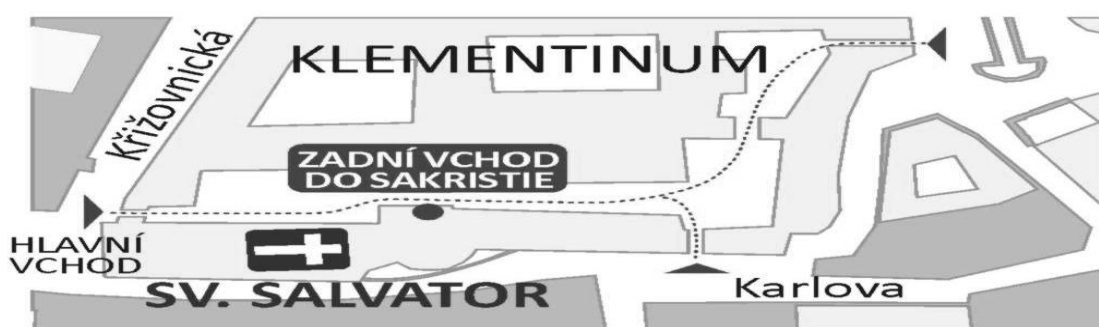 Křižovnická
KLEMENTINUM
ZADNÍ VCHOD
DO SAKRISTIE
HLAVNÍ
VCHOD
SV. SALVATOR
Karlova